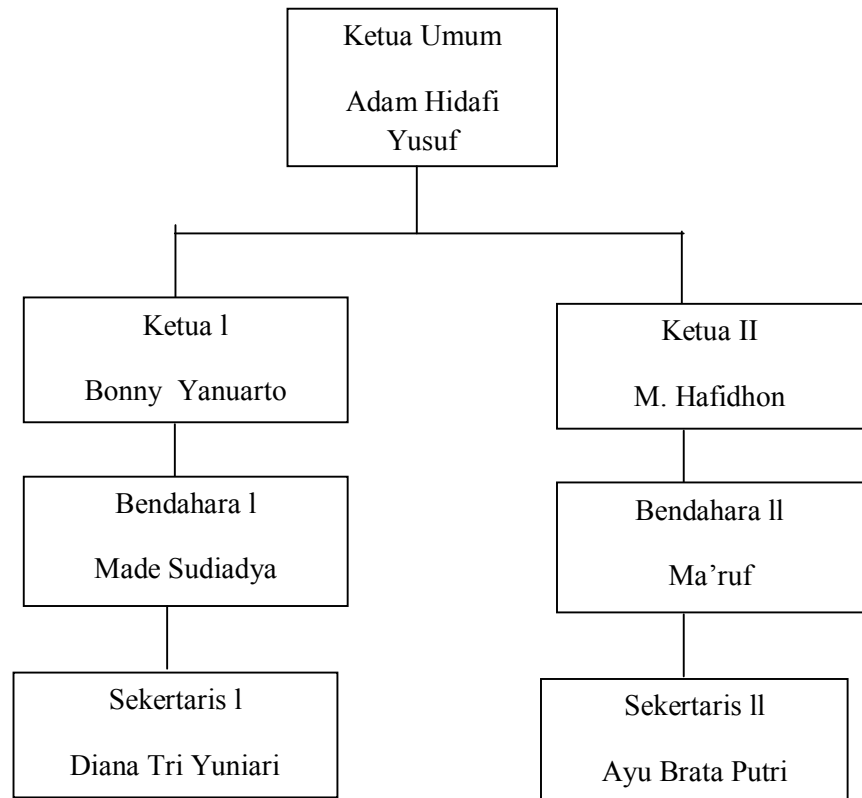 Ketua Umum
Adam Hidafi
Yusuf
Ketua l
Bonny  Yanuarto
Ketua II
M. Hafidhon
Bendahara l
Made Sudiadya
Bendahara ll
Ma’ruf
Sekertaris l
Diana Tri Yuniari
Sekertaris ll
Ayu Brata Putri